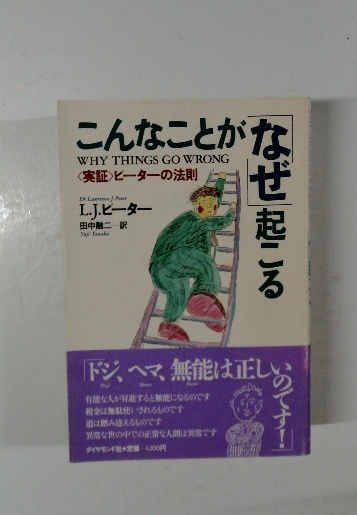 こんなことが「なぜ」起こる
WHY THINGS GO WRONG
〈実証〉ピーターの法則
Dr. Laurence J. Peter
L.J.ピーター
田中融二 訳
Yuji Tanaka
「ドジ、ヘマ、無能は正しいのです!」
有能な人が昇進すると無能になるのです
税金は無駄使いされるものです
道は踏み迷えるものです
異常な世の中での正常な人間は異常です
ダイヤモンド社●定価 1200円